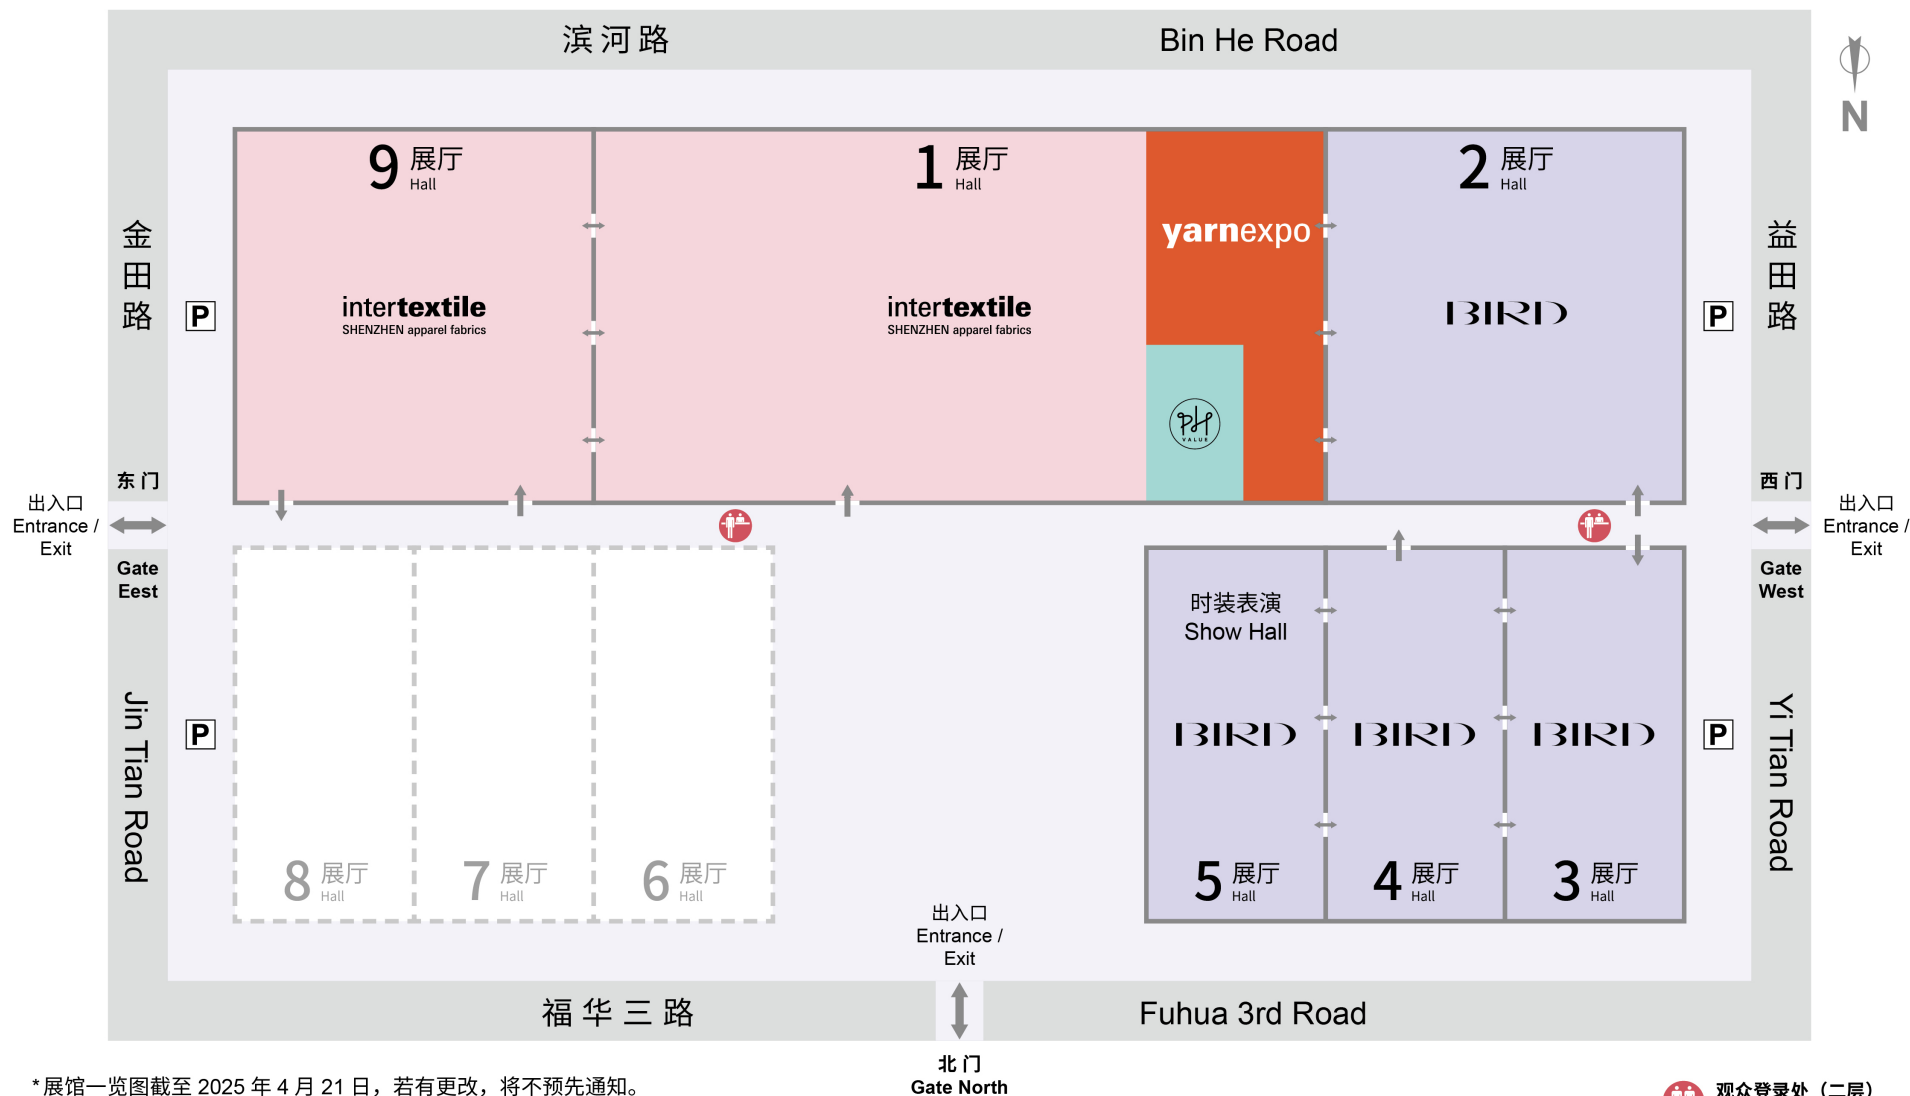 滨河路
Bin He Road
N
9 展厅
Hall
1 展厅
Hall
2 展厅
Hall
yarnexpo
金田路
益田路
intertextile
SHENZHEN apparel fabrics
intertextile
SHENZHEN apparel fabrics
BIRD
P
P
PH
VALUE
东门
西门
出入口
Entrance /
Exit
出入口
Entrance /
Exit
Gate
Eest
Gate
West
时装表演
Show Hall
Jin Tian Road
Yi Tian Road
P
BIRD
BIRD
BIRD
P
8 展厅
Hall
7 展厅
Hall
6 展厅
Hall
5 展厅
Hall
4 展厅
Hall
3 展厅
Hall
出入口
Entrance /
Exit
福华三路
Fuhua 3rd Road
北门
Gate North
*展馆一览图截至 2025 年 4 月 21 日，若有更改，将不预先通知。
观众登录处（二层）